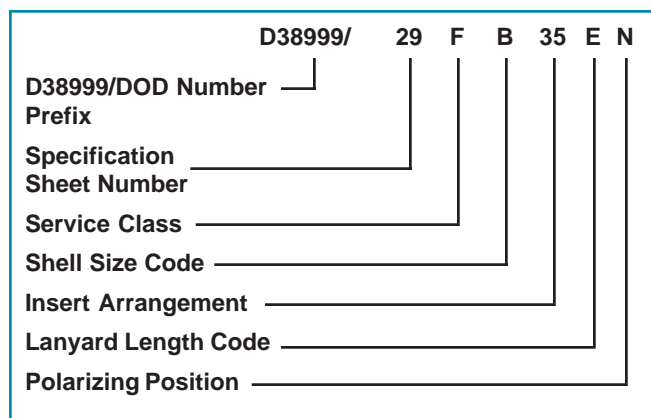 D38999/ 29 F B 35 E N
D38999/DOD Number
Prefix
Specification
Sheet Number
Service Class
Shell Size Code
Insert Arrangement
Lanyard Length Code
Polarizing Position